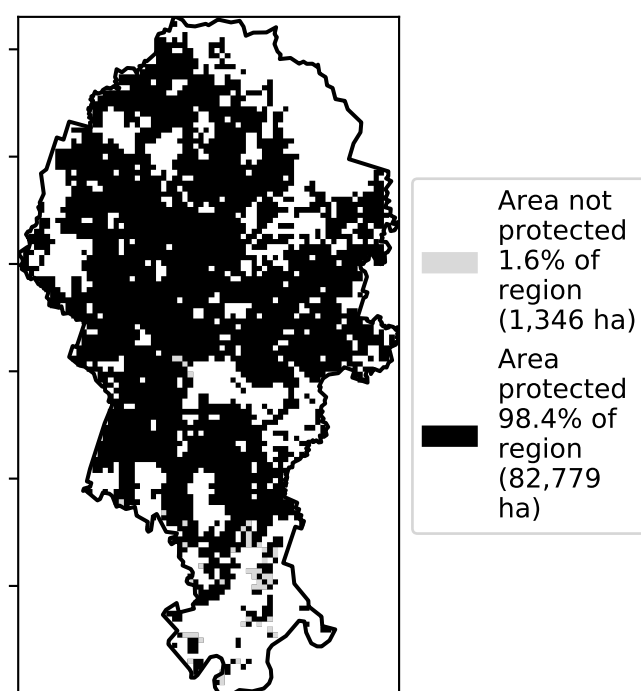 Area not
protected
1.6% of
region
(1,346 ha)
Area
protected
98.4% of
region
(82,779
ha)